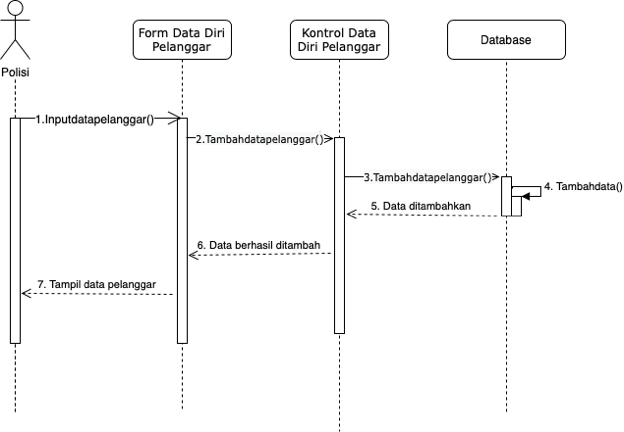 Polisi
Form Data Diri
Pelanggar
Kontrol Data
Diri Pelanggar
Database
1.Inputdatapelanggar()
2.Tambahdatapelanggar()
3.Tambahdatapelanggar()
4. Tambahdata()
5. Data ditambahkan
6. Data berhasil ditambah
7. Tampil data pelanggar